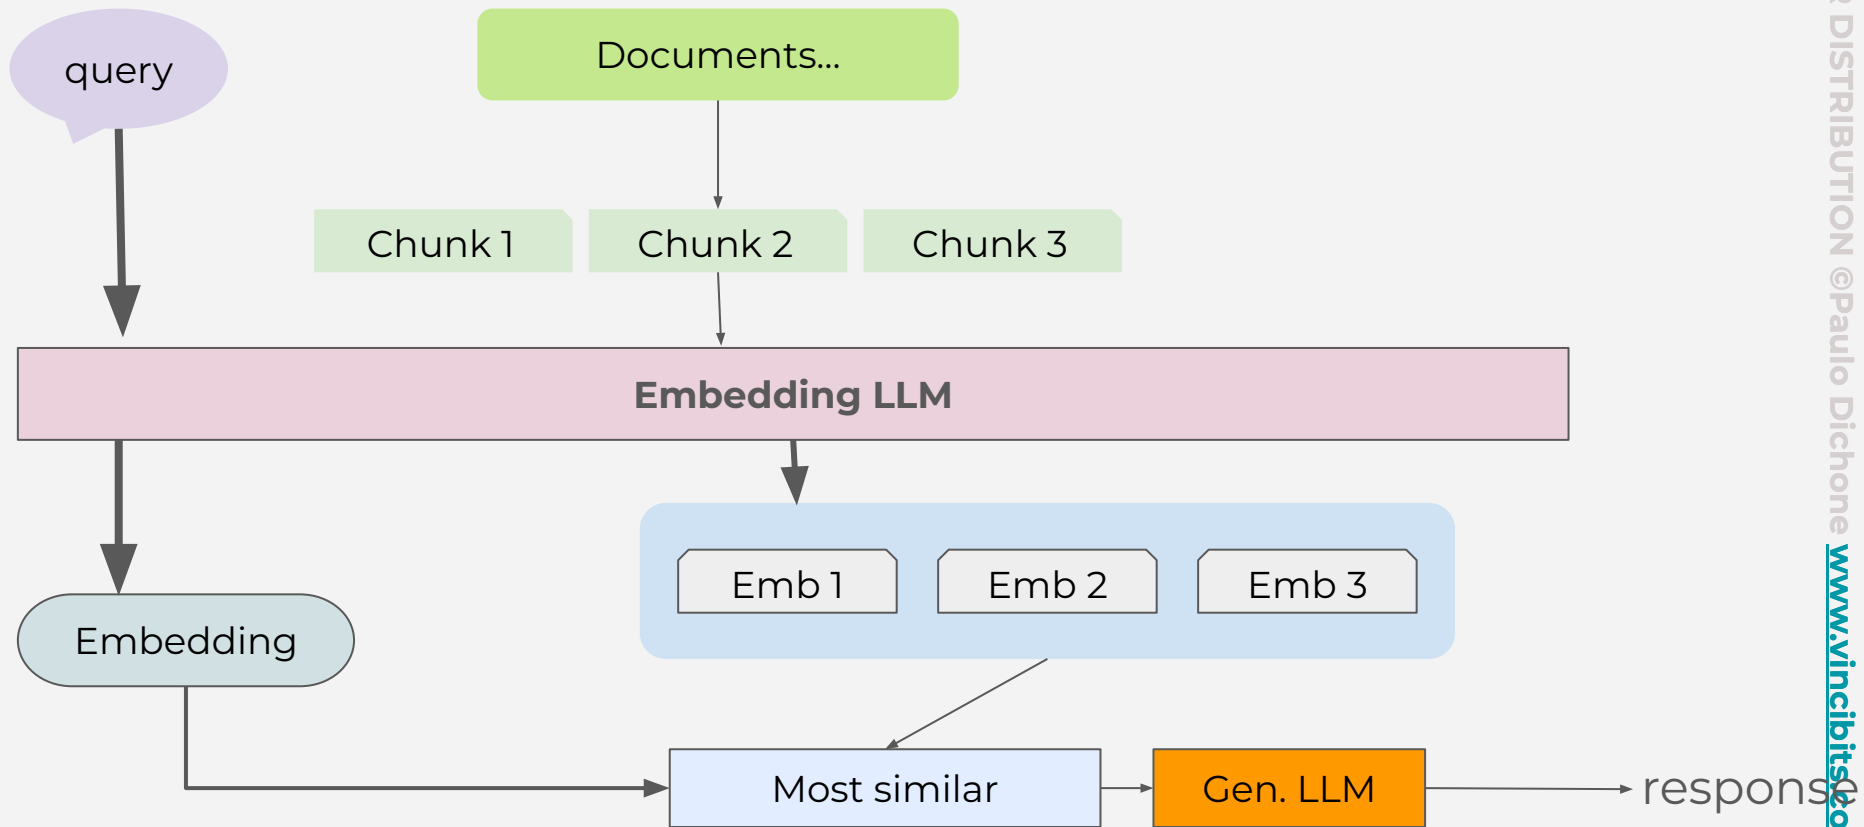 query
Documents...
Chunk 1
Chunk 2
Chunk 3
Embedding LLM
Emb 1
Emb 2
Emb 3
Embedding
Most similar
Gen. LLM
response
DISTRIBUTION ©Paulo Dichone www.vincibits.co